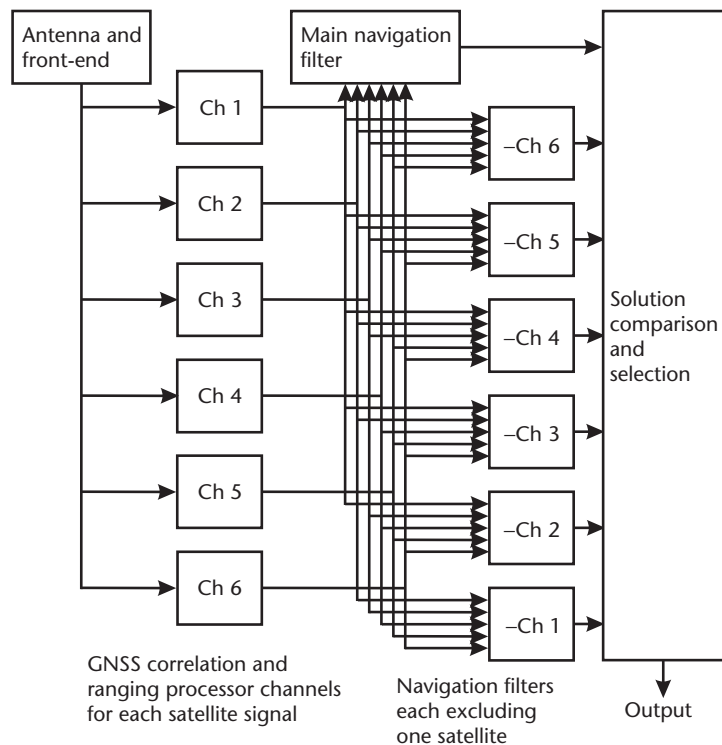 Antenna and
front-end
Main navigation
filter
Ch 1
Ch 2
Ch 3
Ch 4
Ch 5
Ch 6
–Ch 6
–Ch 5
–Ch 4
–Ch 3
–Ch 2
–Ch 1
Solution
comparison
and
selection
GNSS correlation and
ranging processor channels
for each satellite signal
Navigation filters
each excluding
one satellite
Output